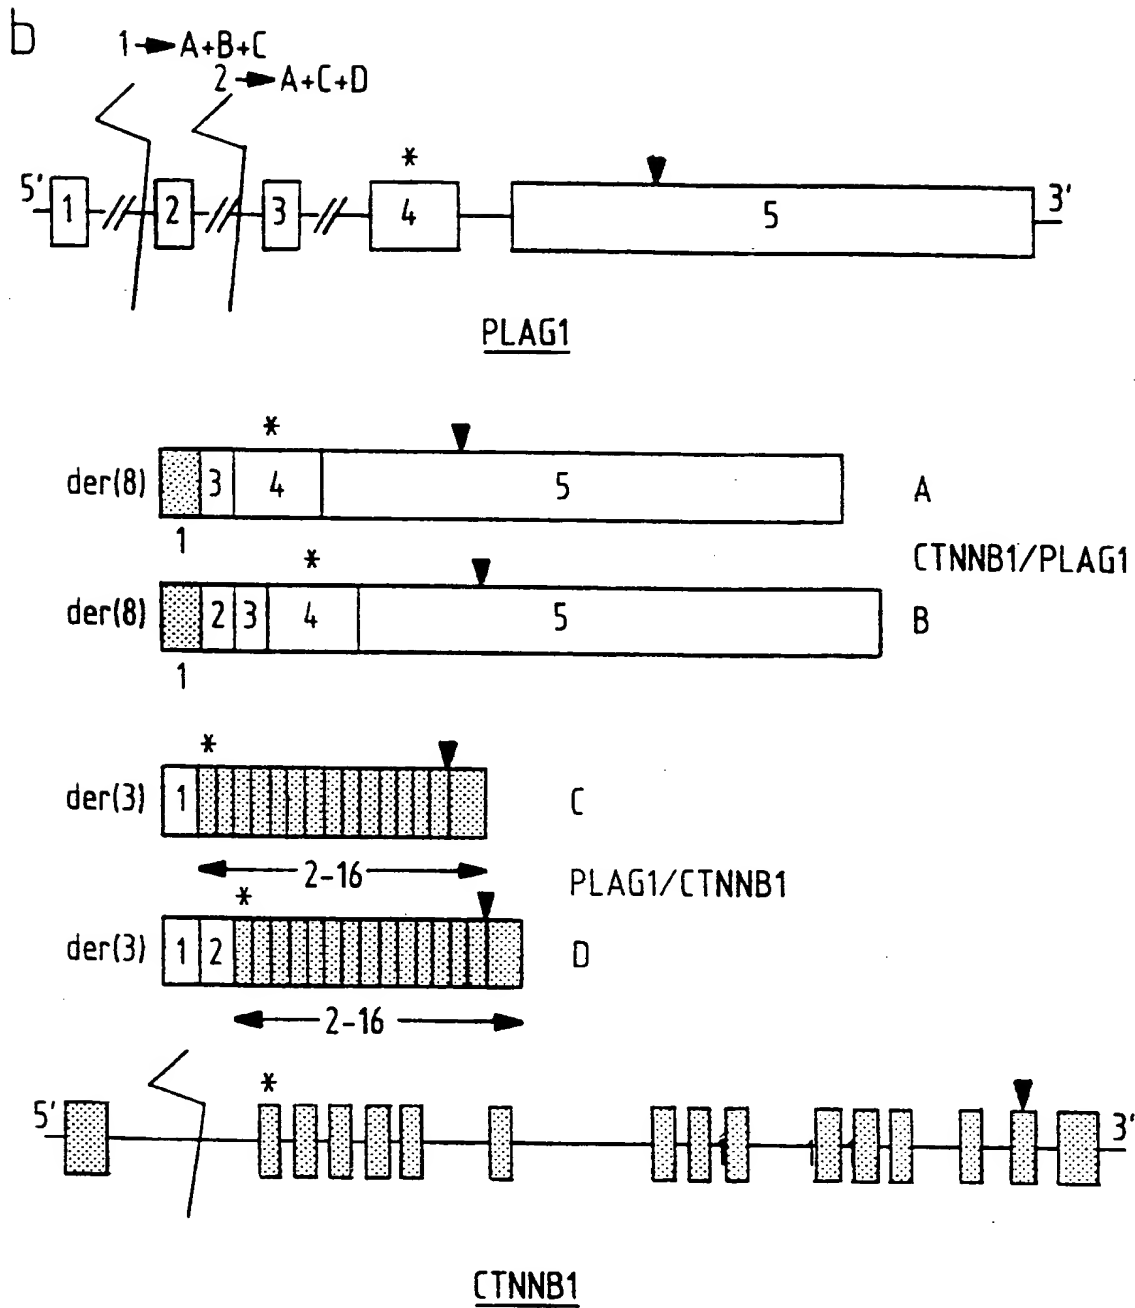 b
1 → A+B+C
2 → A+C+D
*
5' 1 2 3 4 5 3'
PLAG1
*
der(8) 3 4 5 A
1
CTNNB1/PLAG1
*
der(8) 2 3 4 5 B
1
*
der(3) 1 C
2-16
PLAG1/CTNNB1
*
der(3) 1 2 D
2-16
*
5' 3'
CTNNB1